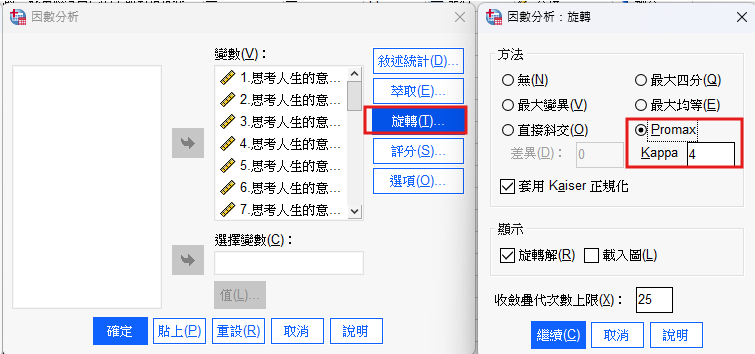 因數分析
變數(V)：
1.思考人生的意...
2.思考人生的意...
3.思考人生的意...
4.思考人生的意...
5.思考人生的意...
6.思考人生的意...
7.思考人生的意...
選擇變數(C)：
值(L)...
敘述統計(D)...
萃取(E)...
旋轉(T)...
評分(S)...
選項(O)...
確定
貼上(P)
重設(R)
取消
說明
因數分析：旋轉
方法
無(N)
最大四分(Q)
最大變異(V)
最大均等(E)
直接斜交(O)
Promax
差異(D)：
0
Kappa
4
套用 Kaiser 正規化
顯示
旋轉解(R)
載入圖(L)
收斂疊代次數上限(X)：
25
繼續(C)
取消
說明